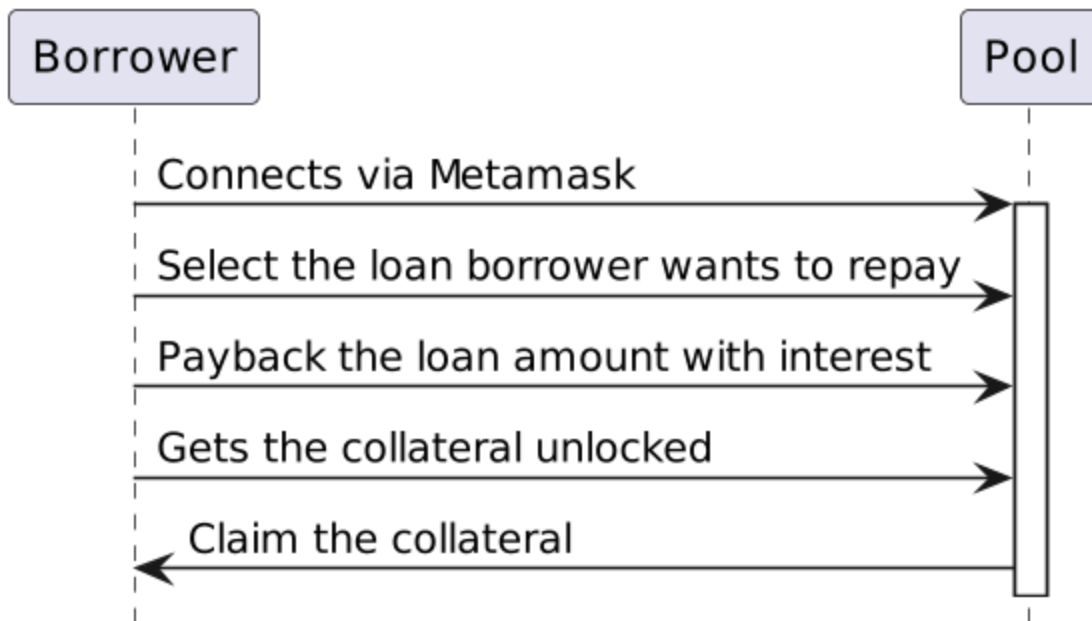 Borrower
Pool
Connects via Metamask
Select the loan borrower wants to repay
Payback the loan amount with interest
Gets the collateral unlocked
Claim the collateral